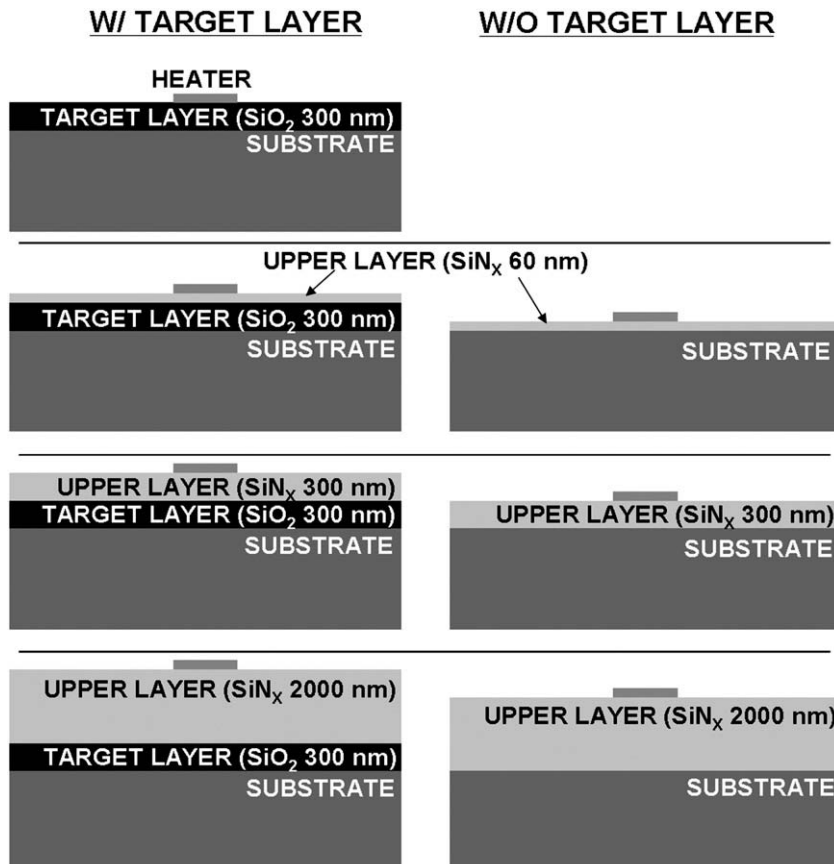 W/ TARGET LAYER
W/O TARGET LAYER
HEATER
TARGET LAYER (SiO₂ 300 nm)
SUBSTRATE
UPPER LAYER (SiNₓ 60 nm)
TARGET LAYER (SiO₂ 300 nm)
SUBSTRATE
SUBSTRATE
UPPER LAYER (SiNₓ 300 nm)
TARGET LAYER (SiO₂ 300 nm)
SUBSTRATE
UPPER LAYER (SiNₓ 300 nm)
SUBSTRATE
UPPER LAYER (SiNₓ 2000 nm)
TARGET LAYER (SiO₂ 300 nm)
SUBSTRATE
UPPER LAYER (SiNₓ 2000 nm)
SUBSTRATE